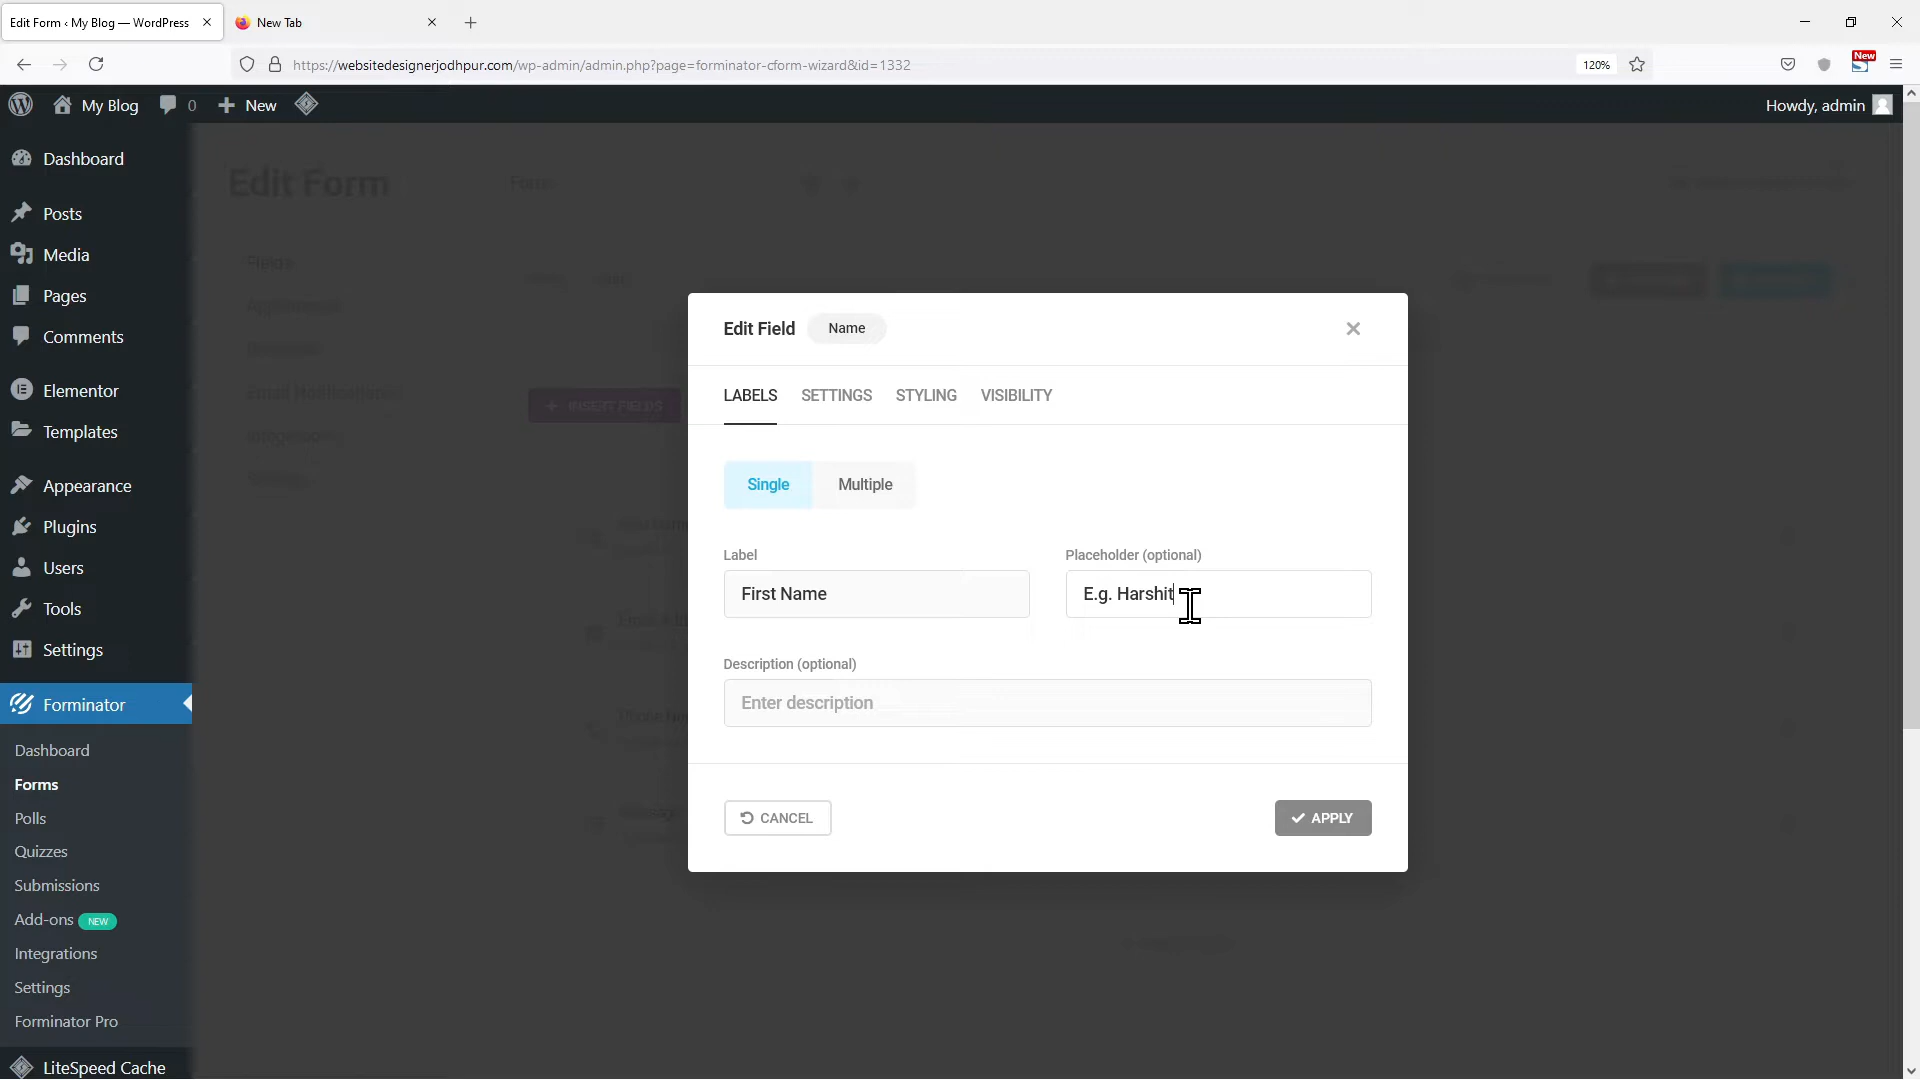 Edit Form ‹ My Blog — WordPress
New Tab
https://websitedesignerjodhpur.com/wp-admin/admin.php?page=forminator-cform-wizard&id=1332
120%
New
My Blog
0
New
Howdy, admin
Dashboard
Posts
Media
Pages
Comments
Elementor
Templates
Appearance
Plugins
Users
Tools
Settings
Forminator
Dashboard
Forms
Polls
Quizzes
Submissions
Add-ons NEW
Integrations
Settings
Forminator Pro
LiteSpeed Cache
Edit Form
Fields
Email Notifications
INSERT FIELDS
Edit Field Name
LABELS SETTINGS STYLING VISIBILITY
Single Multiple
Label Placeholder (optional)
First Name E.g. Harshit
Description (optional)
Enter description
CANCEL APPLY